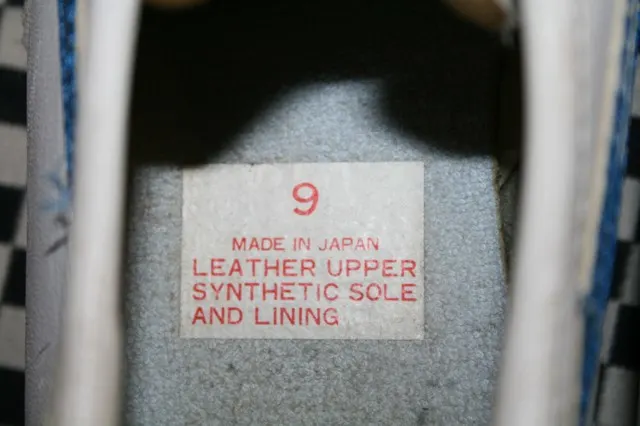 9
MADE IN JAPAN
LEATHER UPPER
SYNTHETIC SOLE
AND LINING